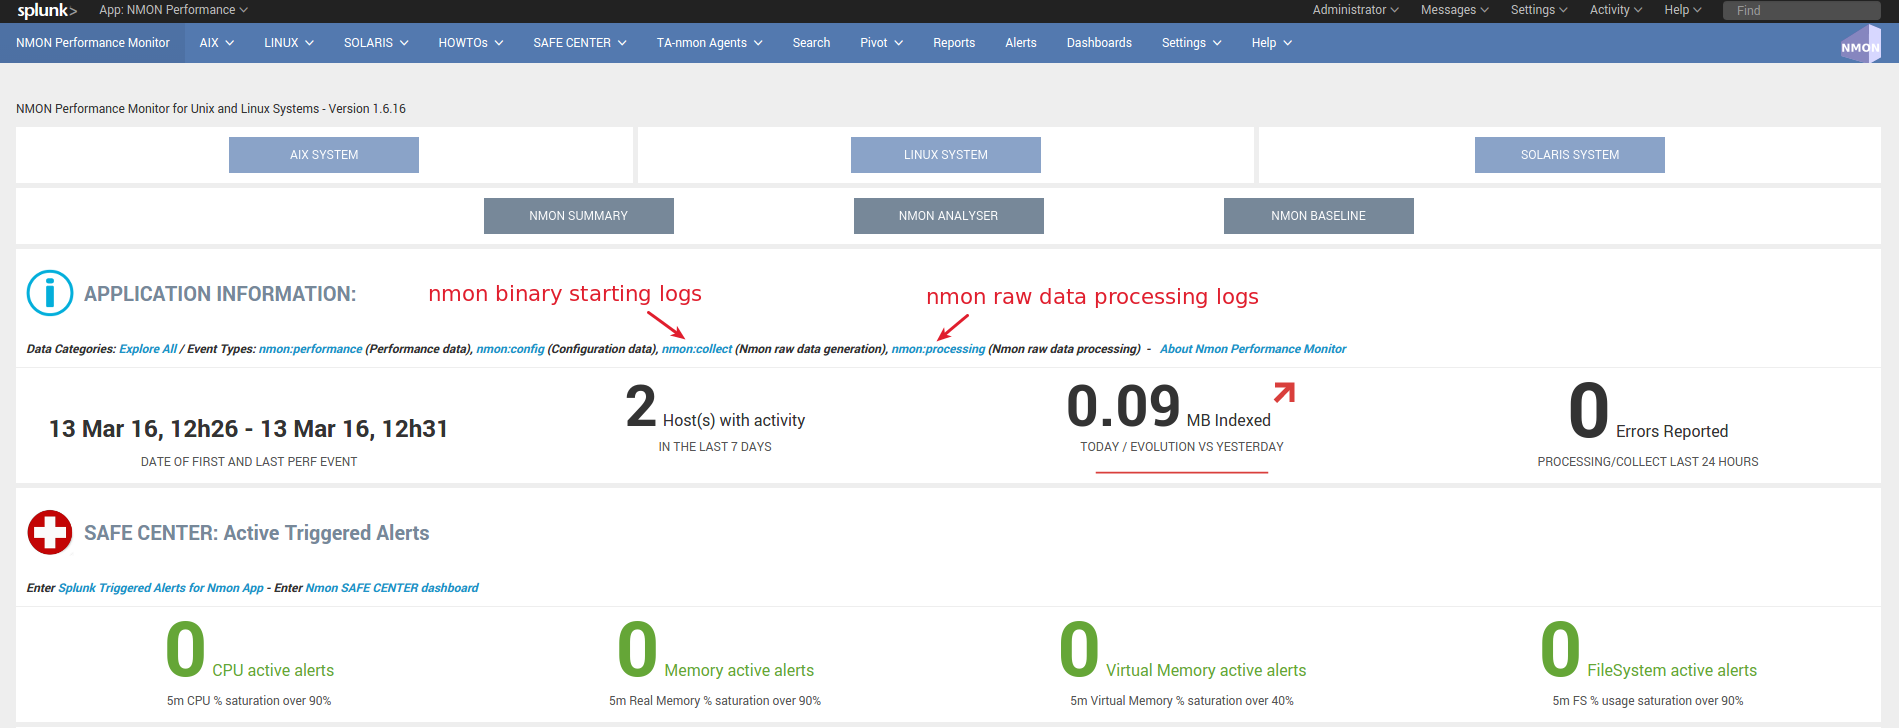 splunk> App: NMON Performance Administrator Messages Settings Activity Help Find
NMON Performance Monitor AIX LINUX SOLARIS HOWTOs SAFE CENTER TA-nmon Agents Search Pivot Reports Alerts Dashboards Settings Help NMON
NMON Performance Monitor for Unix and Linux Systems - Version 1.6.16
AIX SYSTEM LINUX SYSTEM SOLARIS SYSTEM
NMON SUMMARY NMON ANALYSER NMON BASELINE
APPLICATION INFORMATION: nmon binary starting logs nmon raw data processing logs
Data Categories: Explore All / Event Types: nmon:performance (Performance data), nmon:config (Configuration data), nmon:collect (Nmon raw data generation), nmon:processing (Nmon raw data processing) - About Nmon Performance Monitor
13 Mar 16, 12h26 - 13 Mar 16, 12h31
DATE OF FIRST AND LAST PERF EVENT
2 Host(s) with activity
IN THE LAST 7 DAYS
0.09 MB Indexed
TODAY / EVOLUTION VS YESTERDAY
0 Errors Reported
PROCESSING/COLLECT LAST 24 HOURS
SAFE CENTER: Active Triggered Alerts
Enter Splunk Triggered Alerts for Nmon App - Enter Nmon SAFE CENTER dashboard
0 CPU active alerts
5m CPU % saturation over 90%
0 Memory active alerts
5m Real Memory % saturation over 90%
0 Virtual Memory active alerts
5m Virtual Memory % saturation over 40%
0 FileSystem active alerts
5m FS % usage saturation over 90%